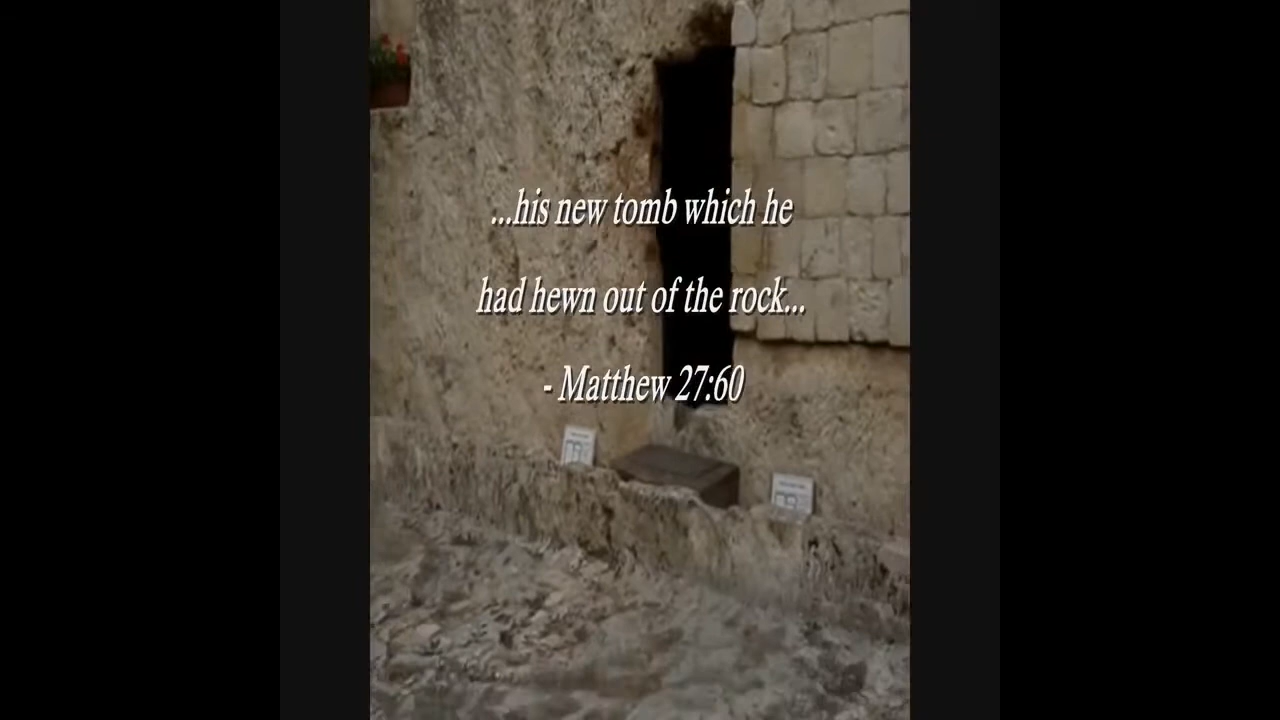 ...his new tomb which he
had hewn out of the rock...
- Matthew 27:60